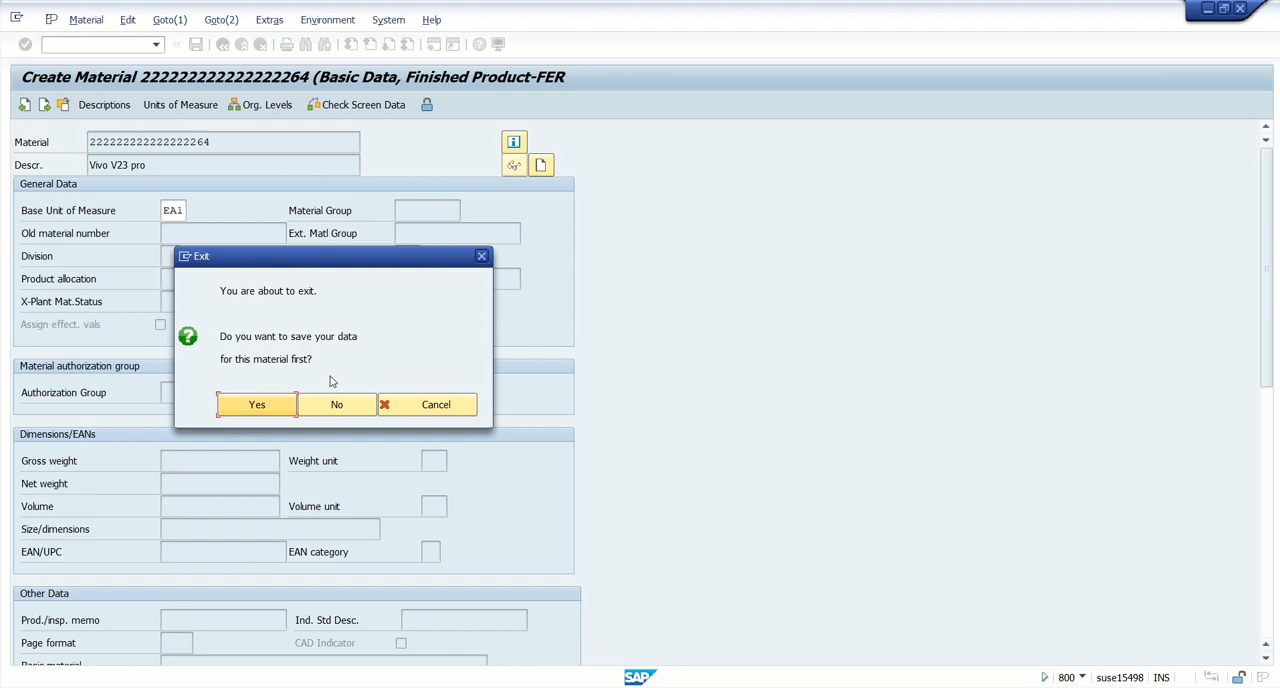 Material Edit Goto(1) Goto(2) Extras Environment System Help
Create Material 222222222222222264 (Basic Data, Finished Product-FER
Descriptions Units of Measure Org. Levels Check Screen Data
Material 222222222222222264
Descr. Vivo V23 pro
General Data
Base Unit of Measure EA1 Material Group
Old material number Ext. Matl Group
Division
Product allocation
X-Plant Mat.Status
Assign effect. vals
Exit
You are about to exit.
Do you want to save your data
for this material first?
Yes No Cancel
Material authorization group
Authorization Group
Dimensions/EANs
Gross weight Weight unit
Net weight
Volume Volume unit
Size/dimensions
EAN/UPC EAN category
Other Data
Prod./insp. memo Ind. Std Desc.
Page format CAD Indicator
Basic material
SAP 800 suse15498 INS